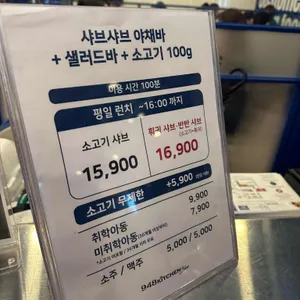 샤브샤브 야채바
+ 샐러드바 + 소고기 100g
이용 시간 100분
평일 런치 ~16:00 까지
소고기 샤브
15,900
16,900
소고기 무제한
+5,900
취학아동
9,900
미취학아동
7,900
소주 / 맥주
5,000 / 5,000